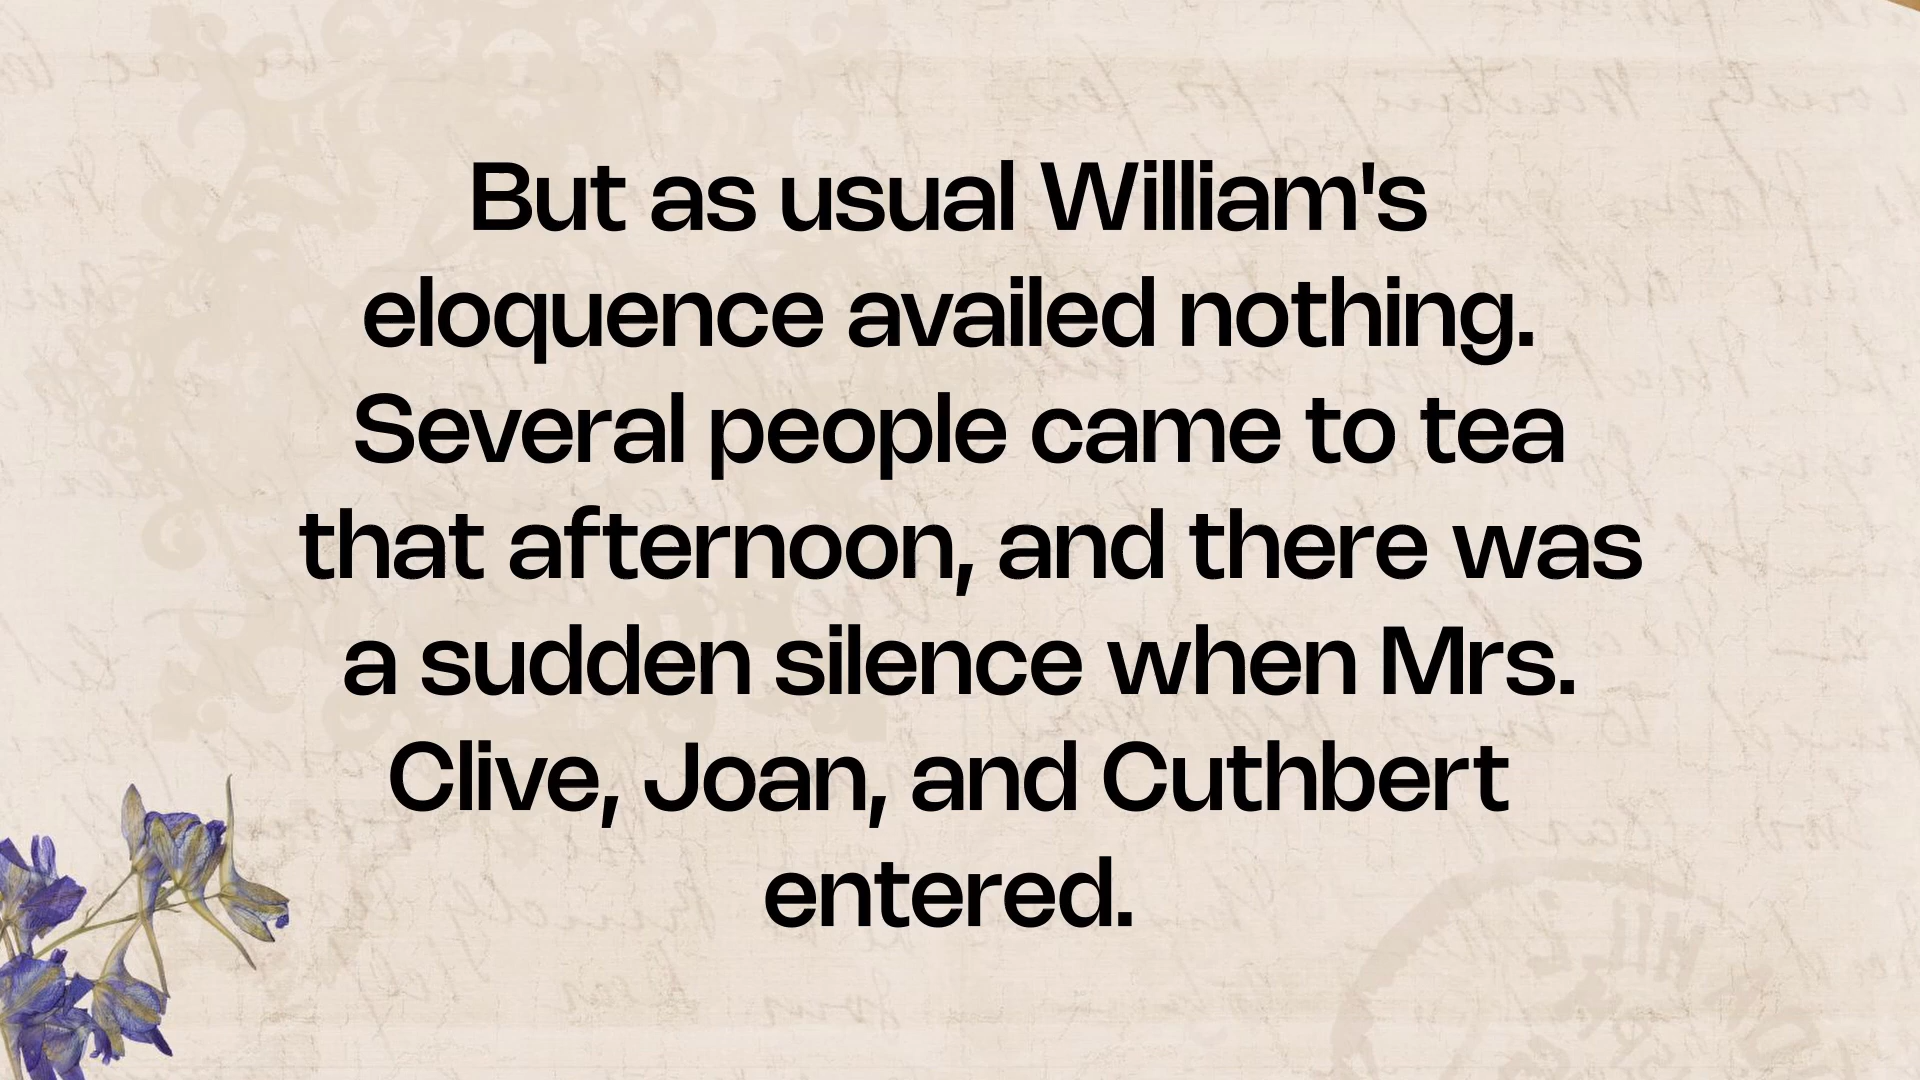 But as usual William's
eloquence availed nothing.
Several people came to tea
that afternoon, and there was
a sudden silence when Mrs.
Clive, Joan, and Cuthbert
entered.